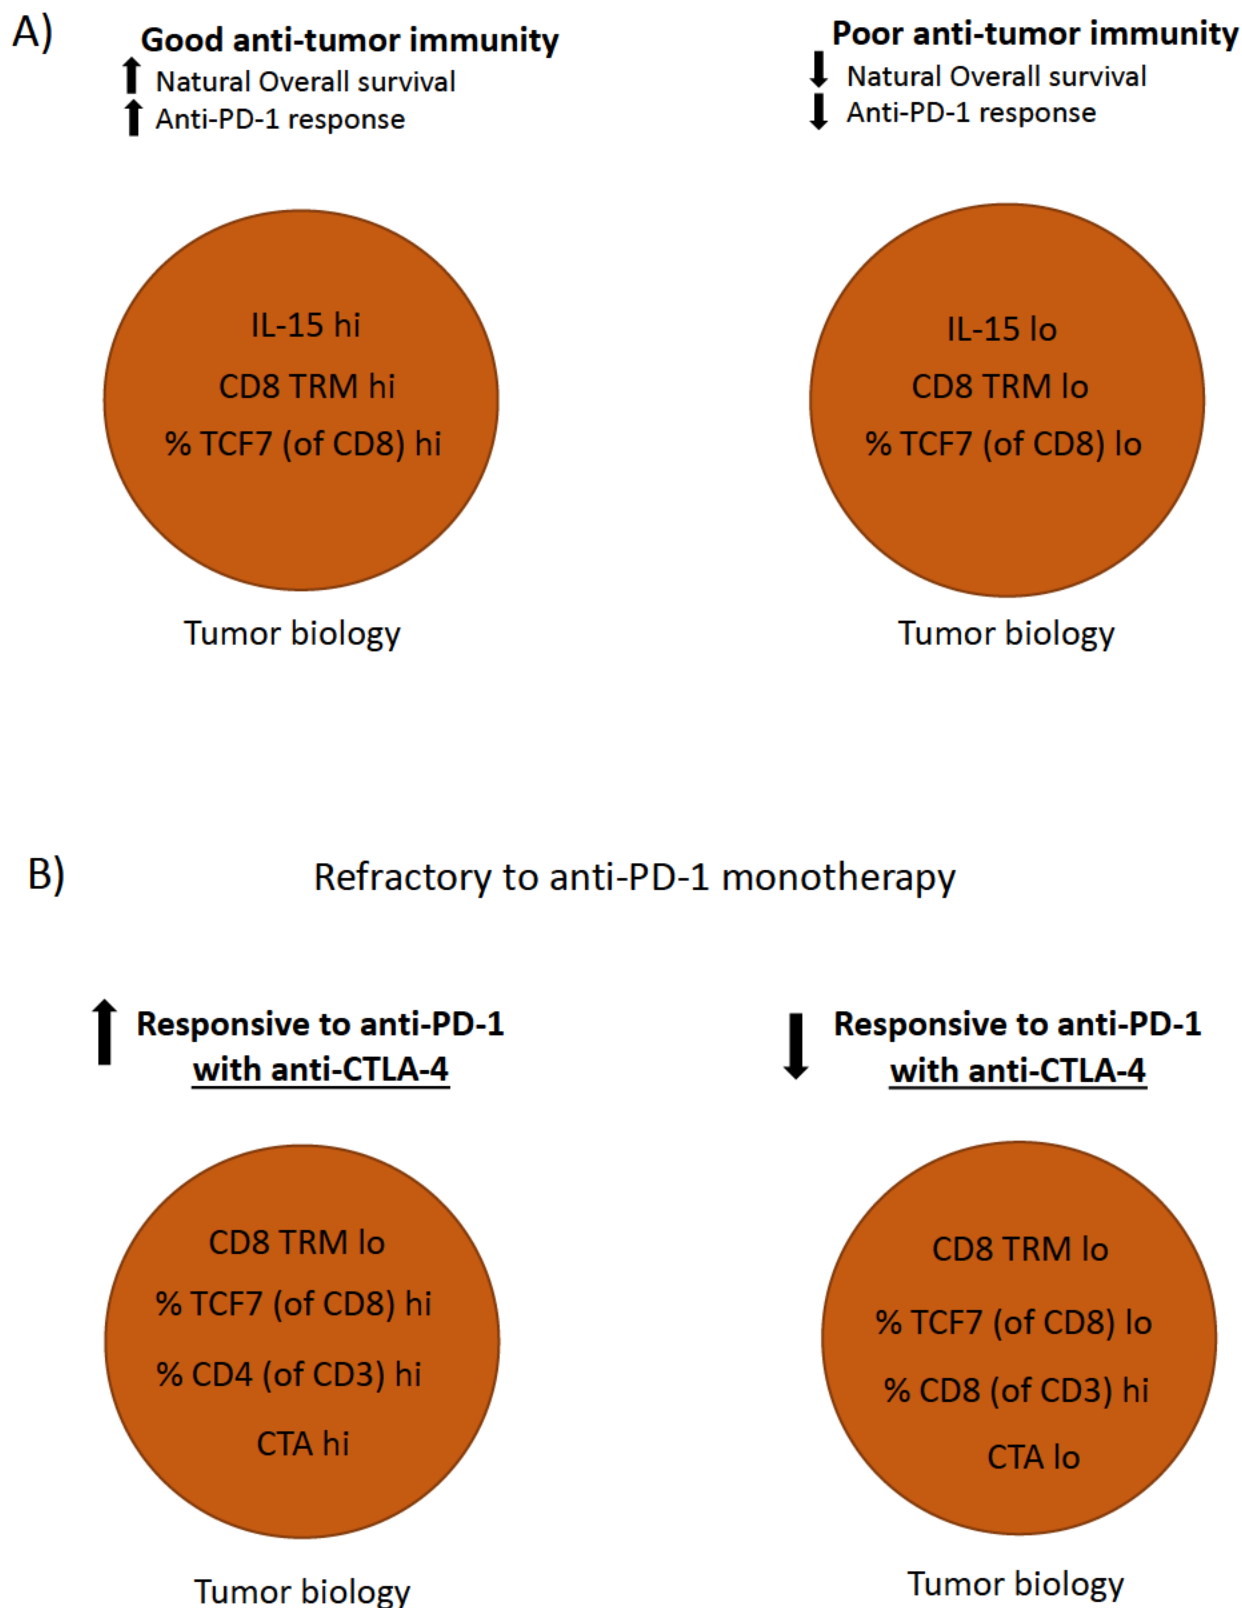 A)
Good anti-tumor immunity
Natural Overall survival
Anti-PD-1 response
Poor anti-tumor immunity
Natural Overall survival
Anti-PD-1 response
IL-15 hi
CD8 TRM hi
% TCF7 (of CD8) hi
Tumor biology
IL-15 lo
CD8 TRM lo
% TCF7 (of CD8) lo
Tumor biology
B)
Refractory to anti-PD-1 monotherapy
Responsive to anti-PD-1
with anti-CTLA-4
Responsive to anti-PD-1
with anti-CTLA-4
CD8 TRM lo
% TCF7 (of CD8) hi
% CD4 (of CD3) hi
CTA hi
Tumor biology
CD8 TRM lo
% TCF7 (of CD8) lo
% CD8 (of CD3) hi
CTA lo
Tumor biology